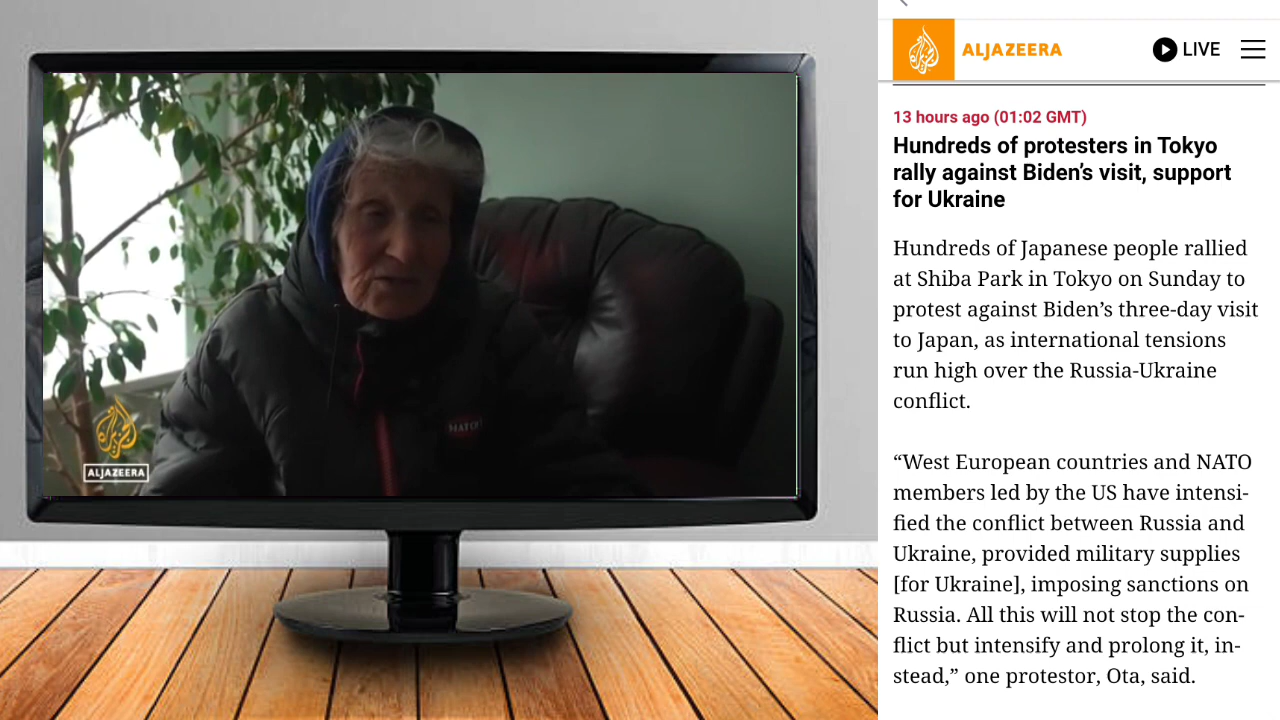 MATO!
ALJAZEERA
ALJAZEERA
LIVE
13 hours ago (01:02 GMT)
Hundreds of protesters in Tokyo
rally against Biden’s visit, support
for Ukraine
Hundreds of Japanese people rallied
at Shiba Park in Tokyo on Sunday to
protest against Biden’s three-day visit
to Japan, as international tensions
run high over the Russia-Ukraine
conflict.
“West European countries and NATO
members led by the US have intensi-
fied the conflict between Russia and
Ukraine, provided military supplies
[for Ukraine], imposing sanctions on
Russia. All this will not stop the con-
flict but intensify and prolong it, in-
stead,” one protestor, Ota, said.